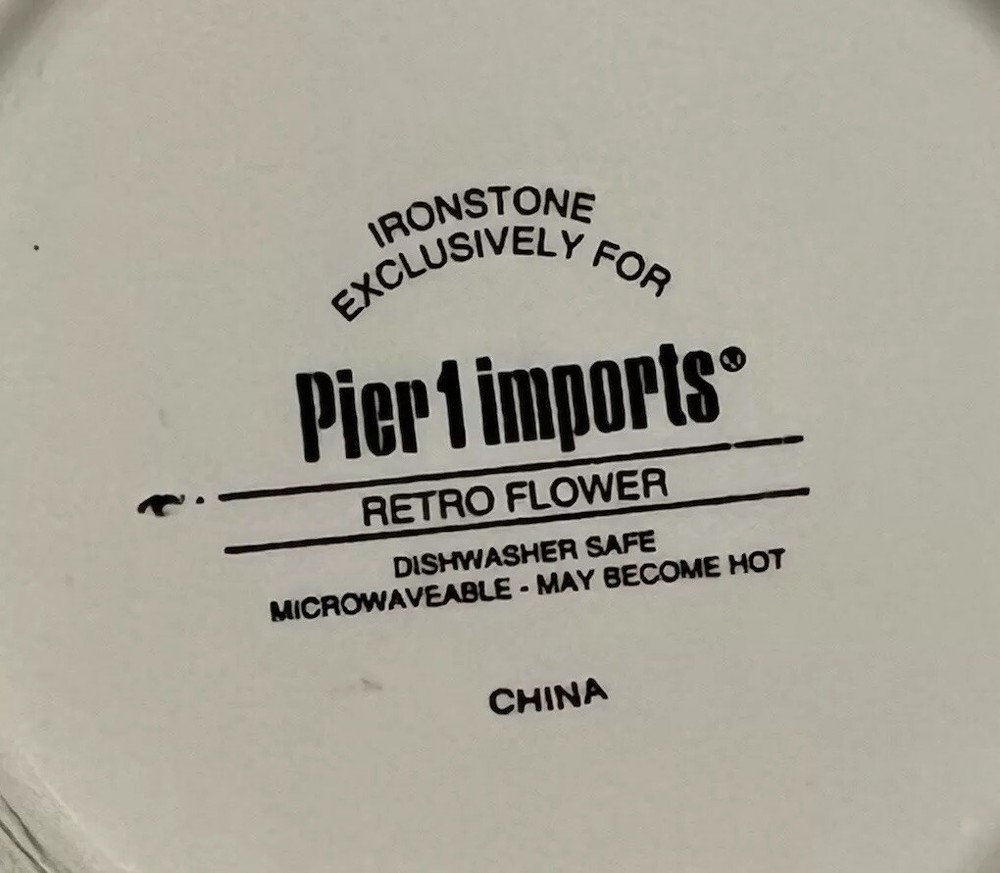 IRONSTONE
EXCLUSIVELY FOR
Pier 1 imports®
RETRO FLOWER
DISHWASHER SAFE
MICROWAVEABLE - MAY BECOME HOT
CHINA